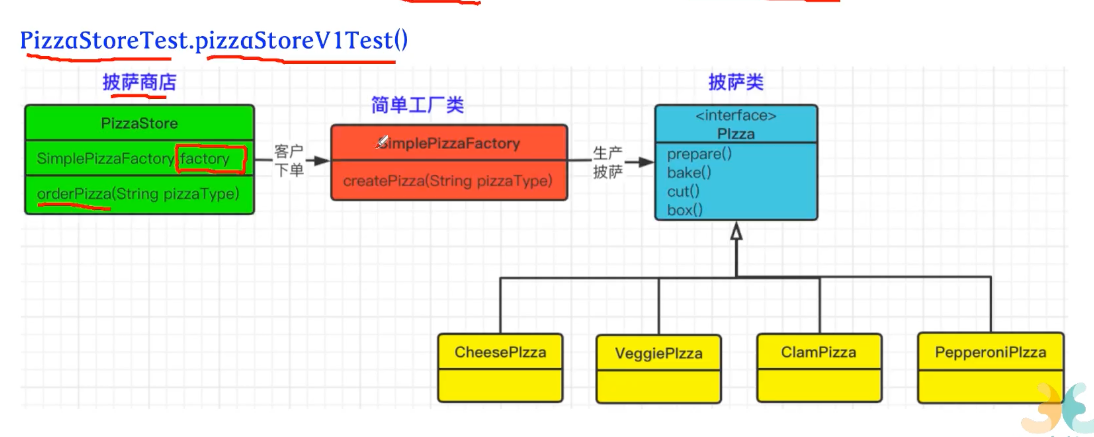 PizzaStoreTest.pizzaStoreV1Test()
披萨商店
简单工厂类
披萨类
PizzaStore
SimplePizzaFactory factory
orderPizza(String pizzaType)
客户
下单
SimplePizzaFactory
createPizza(String pizzaType)
生产
披萨
<interface>
PIzza
prepare()
bake()
cut()
box()
CheesePIzza
VeggiePIzza
ClamPizza
PepperoniPIzza